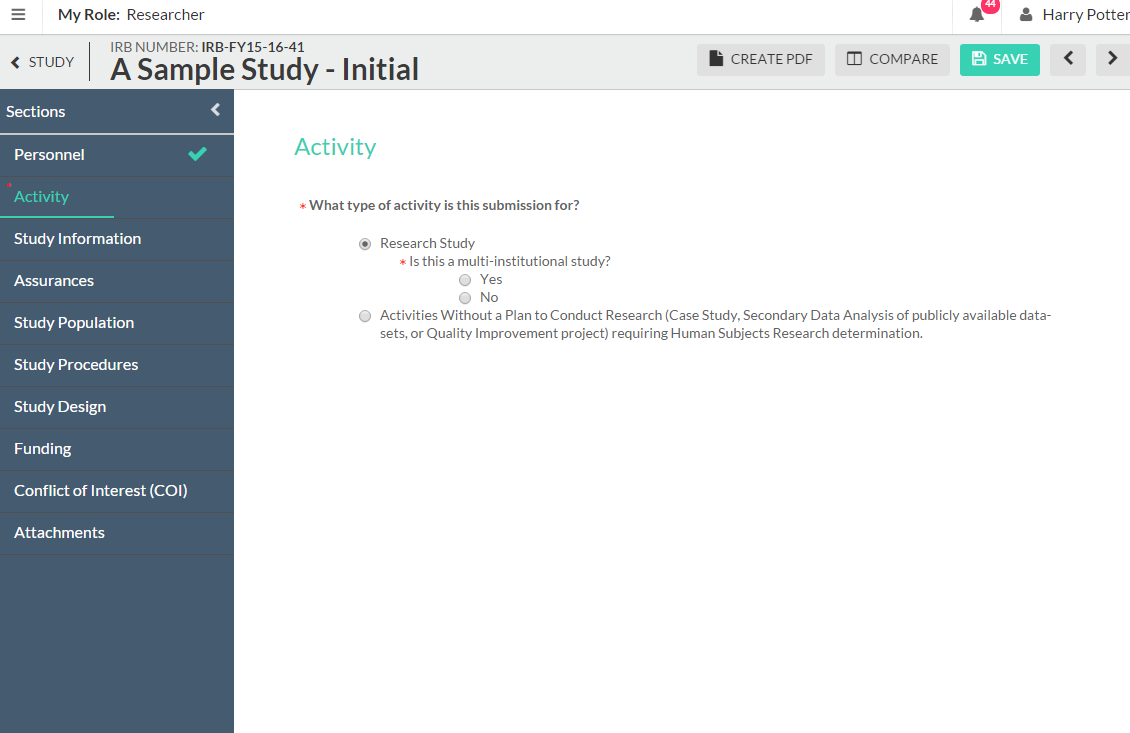 My Role: Researcher
44
Harry Potter
STUDY
IRB NUMBER: IRB-FY15-16-41
A Sample Study - Initial
CREATE PDF
COMPARE
SAVE
Sections
Personnel
* Activity
Study Information
Assurances
Study Population
Study Procedures
Study Design
Funding
Conflict of Interest (COI)
Attachments
Activity
* What type of activity is this submission for?
Research Study
* Is this a multi-institutional study?
Yes
No
Activities Without a Plan to Conduct Research (Case Study, Secondary Data Analysis of publicly available data-
sets, or Quality Improvement project) requiring Human Subjects Research determination.